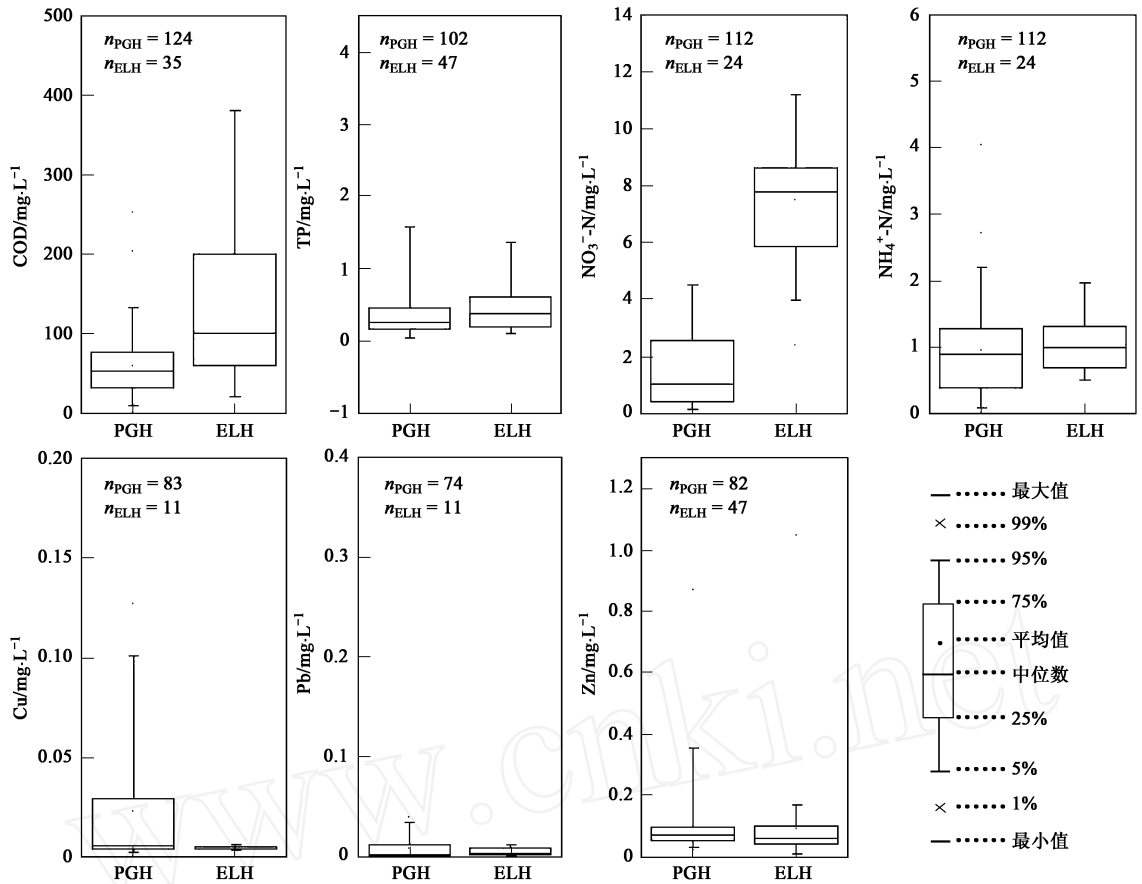 COD/mg·L⁻¹
500
400
300
200
100
0
n_PGH = 124
n_ELH = 35
PGH ELH
TP/mg·L⁻¹
4
3
2
1
0
−1
n_PGH = 102
n_ELH = 47
PGH ELH
NO₃⁻-N/mg·L⁻¹
14
12
10
8
6
4
2
0
n_PGH = 112
n_ELH = 24
PGH ELH
NH₄⁺-N/mg·L⁻¹
6
5
4
3
2
1
0
n_PGH = 112
n_ELH = 24
PGH ELH
Cu/mg·L⁻¹
0.20
0.15
0.10
0.05
0
n_PGH = 83
n_ELH = 11
PGH ELH
Pb/mg·L⁻¹
0.4
0.3
0.2
0.1
0
n_PGH = 74
n_ELH = 11
PGH ELH
Zn/mg·L⁻¹
1.2
1.0
0.8
0.6
0.4
0.2
0
n_PGH = 82
n_ELH = 47
PGH ELH
最大值
99%
95%
75%
平均值
中位数
25%
5%
1%
最小值
www.cnki.net